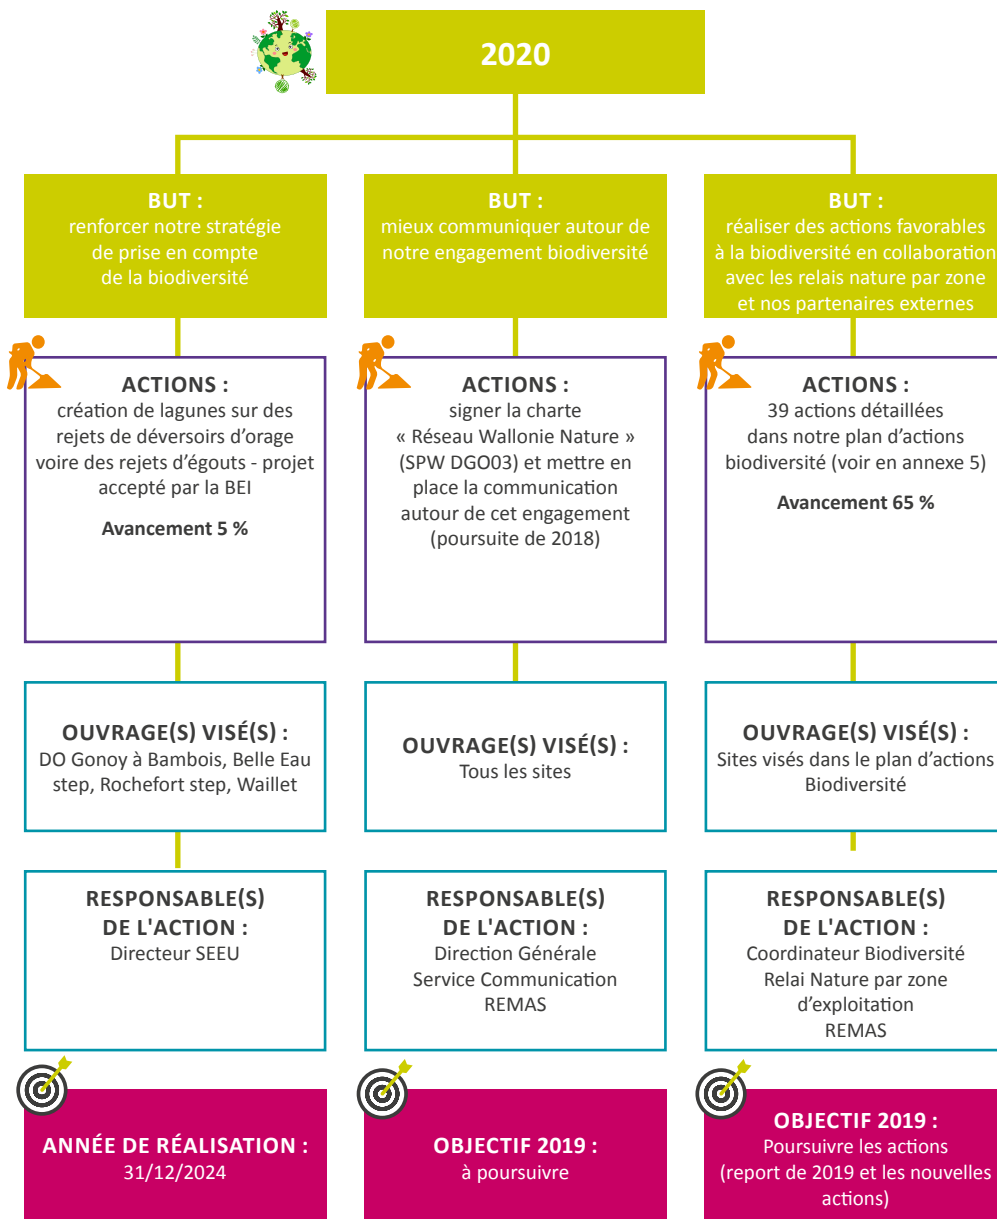 2020
BUT :
renforcer notre stratégie
de prise en compte
de la biodiversité
ACTIONS :
création de lagunes sur des
rejets de déversoirs d'orage
voire des rejets d'égouts - projet
accepté par la BEI
Avancement 5 %
OUVRAGE(S) VISÉ(S) :
DO Gonoy à Bambois, Belle Eau
step, Rochefort step, Waillet
RESPONSABLE(S)
DE L'ACTION :
Directeur SEEU
ANNÉE DE RÉALISATION :
31/12/2024
BUT :
mieux communiquer autour de
notre engagement biodiversité
ACTIONS :
signer la charte
« Réseau Wallonie Nature »
(SPW DGO03) et mettre en
place la communication
autour de cet engagement
(poursuite de 2018)
OUVRAGE(S) VISÉ(S) :
Tous les sites
RESPONSABLE(S)
DE L'ACTION :
Direction Générale
Service Communication
REMAS
OBJECTIF 2019 :
à poursuivre
BUT :
réaliser des actions favorables
à la biodiversité en collaboration
avec les relais nature par zone
et nos partenaires externes
ACTIONS :
39 actions détaillées
dans notre plan d'actions
biodiversité (voir en annexe 5)
Avancement 65 %
OUVRAGE(S) VISÉ(S) :
Sites visés dans le plan d'actions
Biodiversité
RESPONSABLE(S)
DE L'ACTION :
Coordinateur Biodiversité
Relai Nature par zone
d'exploitation
REMAS
OBJECTIF 2019 :
Poursuivre les actions
(report de 2019 et les nouvelles
actions)